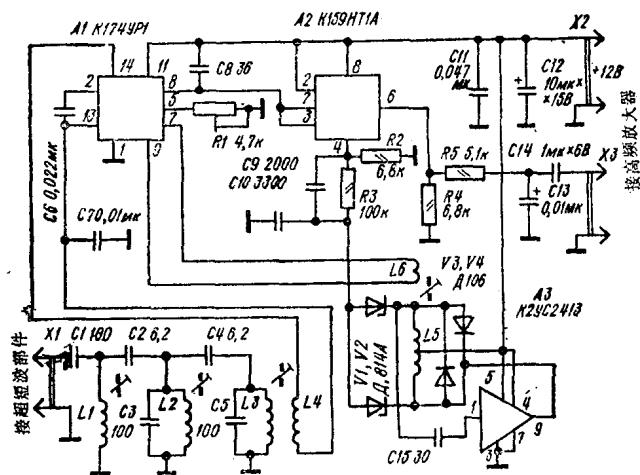 A1 К174УР1
A2 К159НТ1А
X2
14
11
2
8
13
5
7
1
9
C8 36
R1 4,7к
8
2
7
3
6
4
C11
0,047
мк
C12
10мк×
×15В
+12В
接高频放大器
X3
C6 0,022мк
C7 0,01мк
C9 2000
C10 3300
R2
6,8к
R3
100к
R5 5,1к
R4
6,8к
C14
1мк×6В
C13
0,01мк
L6
V3, V4
Д106
A3
К2УС2413
接超短波部件
X1
C1 180
C2 6,2
C4 6,2
L1
100
C3
L2
100
C5
L3
L4
V1, V2
Д814А
L5
5
1
4
9
3
7
C15 30